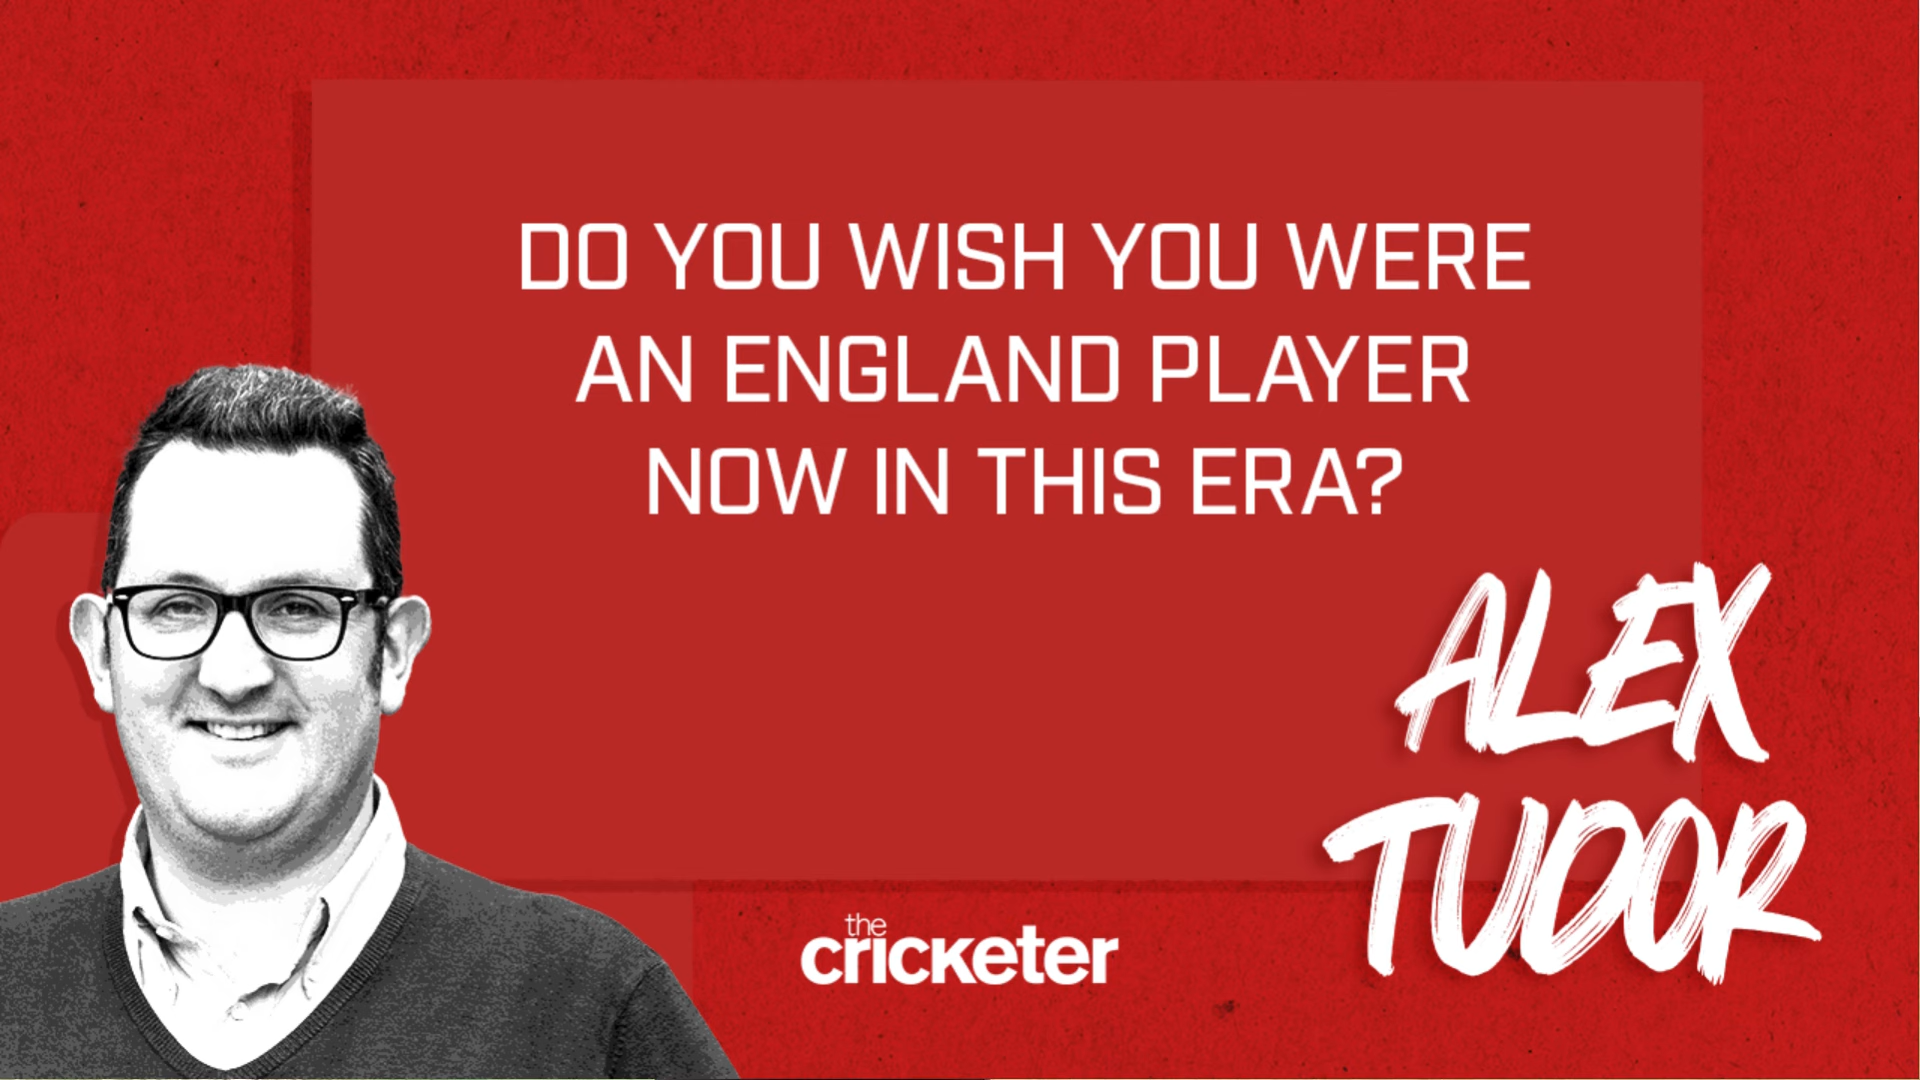 DO YOU WISH YOU WERE
AN ENGLAND PLAYER
NOW IN THIS ERA?
ALEX
TUDOR
the
cricketer